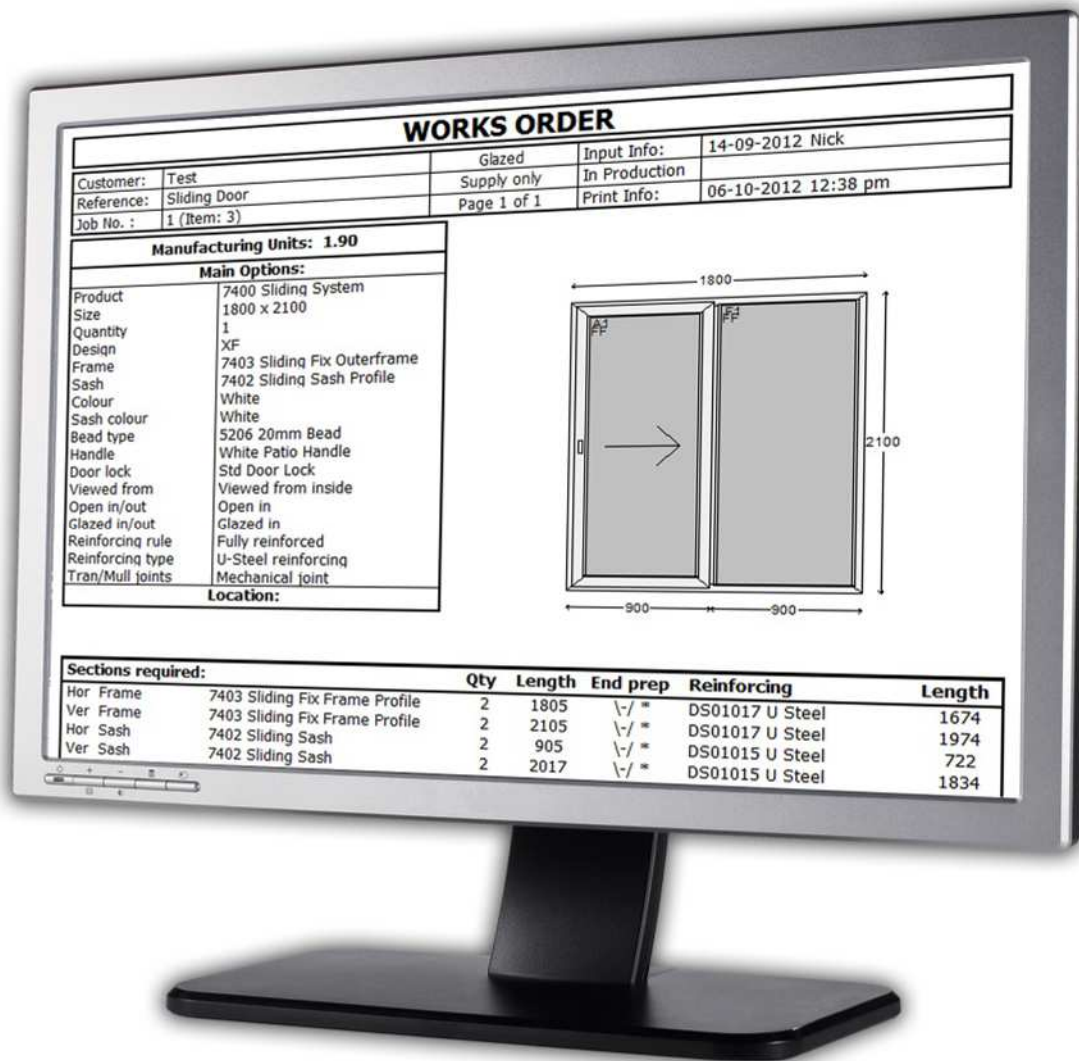 WORKS ORDER
Customer: Test Glazed Input Info: 14-09-2012 Nick
Reference: Sliding Door Supply only In Production
Job No. : 1 (Item: 3) Page 1 of 1 Print Info: 06-10-2012 12:38 pm
Manufacturing Units: 1.90
Main Options:
Product 7400 Sliding System
Size 1800 x 2100
Quantity 1
Design XF
Frame 7403 Sliding Fix Outerframe
Sash 7402 Sliding Sash Profile
Colour White
Sash colour White
Bead type 5206 20mm Bead
Handle White Patio Handle
Door lock Std Door Lock
Viewed from Viewed from inside
Open in/out Open in
Glazed in/out Glazed in
Reinforcing rule Fully reinforced
Reinforcing type U-Steel reinforcing
Tran/Mull joints Mechanical joint
Location:
1800
FF
FF
2100
900 900
Sections required: Qty Length End prep Reinforcing Length
Hor Frame 7403 Sliding Fix Frame Profile 2 1805 \-/ * DS01017 U Steel 1674
Ver Frame 7403 Sliding Fix Frame Profile 2 2105 \-/ * DS01017 U Steel 1974
Hor Sash 7402 Sliding Sash 2 905 \-/ * DS01015 U Steel 722
Ver Sash 7402 Sliding Sash 2 2017 \-/ * DS01015 U Steel 1834